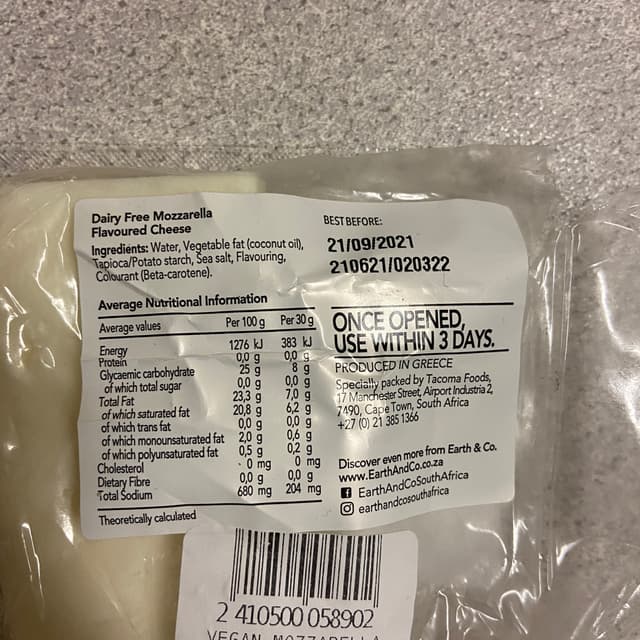 Dairy Free Mozzarella
Flavoured Cheese
Ingredients: Water, Vegetable fat (coconut oil),
Tapioca/Potato starch, Sea salt, Flavouring,
Colourant (Beta-carotene).
Average Nutritional Information
Average values Per 100 g Per 30 g
Energy 1276 kJ 383 kJ
Protein 0,0 g 0,0 g
Glycaemic carbohydrate 25 g 8 g
of which total sugar 0,0 g 0,0 g
Total Fat 23,3 g 7,0 g
of which saturated fat 20,8 g 6,2 g
of which trans fat 0,0 g 0,0 g
of which monounsaturated fat 2,0 g 0,6 g
of which polyunsaturated fat 0,5 g 0,2 g
Cholesterol 0 mg 0 mg
Dietary Fibre 0,0 g 0,0 g
Total Sodium 680 mg 204 mg
Theoretically calculated
BEST BEFORE:
21/09/2021
210621/020322
ONCE OPENED,
USE WITHIN 3 DAYS.
PRODUCED IN GREECE
Specially packed by Tacoma Foods,
17 Manchester Street, Airport Industria 2,
7490, Cape Town, South Africa
+27 (0) 21 385 1366
Discover even more from Earth & Co.
www.EarthAndCo.co.za
EarthAndCoSouthAfrica
earthandcosouthafrica
2 410500 058902
VEGAN MOZZARELLA